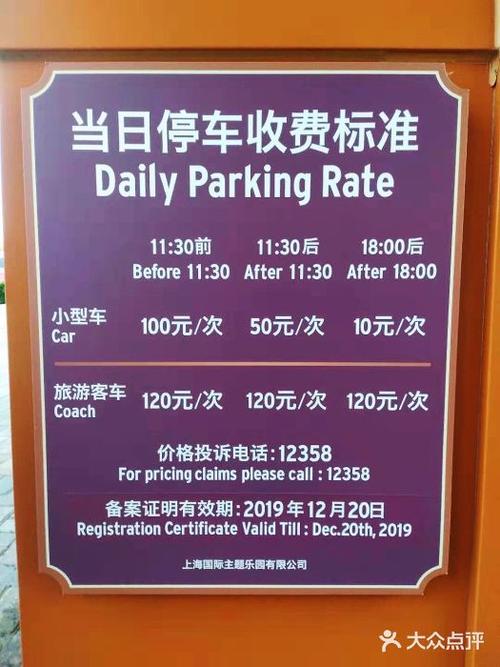 当日停车收费标准
Daily Parking Rate
11:30前 11:30后 18:00后
Before 11:30 After 11:30 After 18:00
小型车 100元/次 50元/次 10元/次
Car
旅游客车 120元/次 120元/次 120元/次
Coach
价格投诉电话:12358
For pricing claims please call : 12358
备案证明有效期: 2019年12月20日
Registration Certificate Valid Till : Dec.20th, 2019
上海国际主题乐园有限公司
大众点评